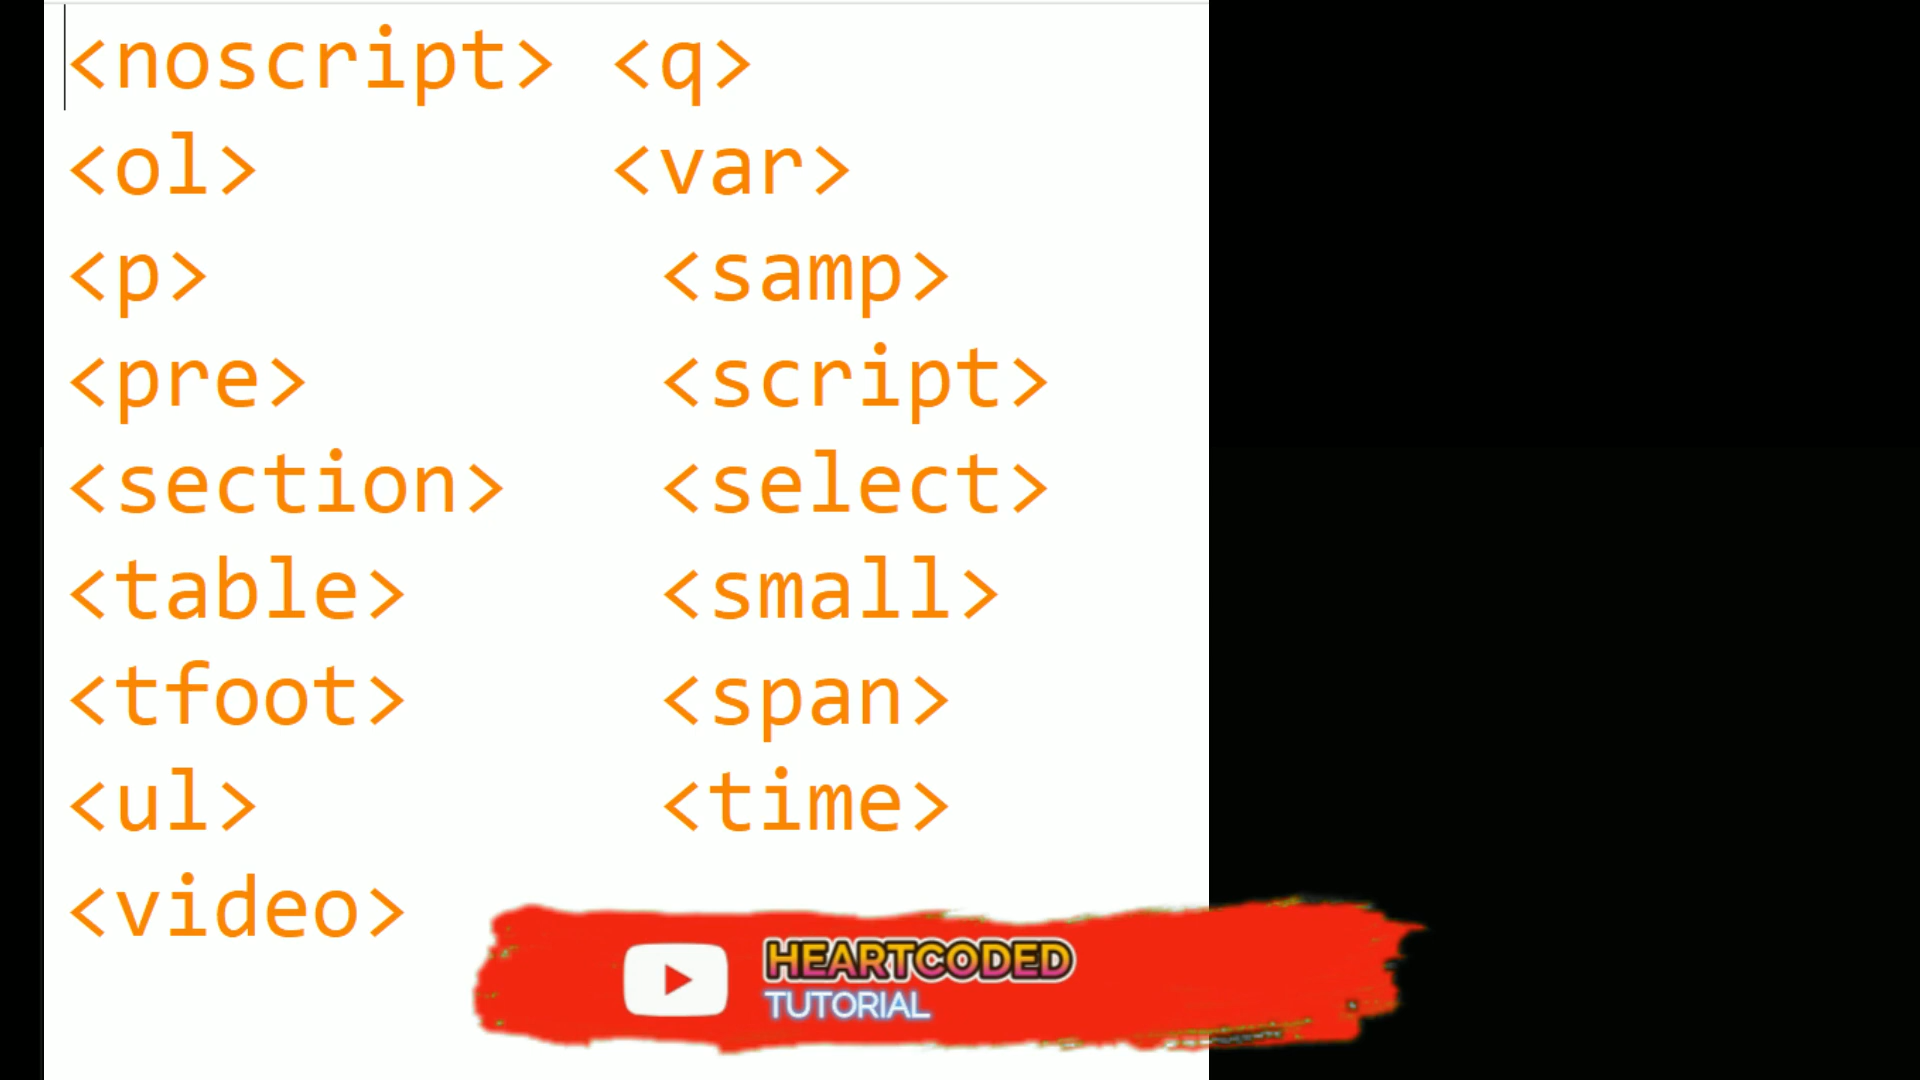 <noscript> <q>
<ol> <var>
<p> <samp>
<pre> <script>
<section> <select>
<table> <small>
<tfoot> <span>
<ul> <time>
<video>
HEARTCODED
TUTORIAL